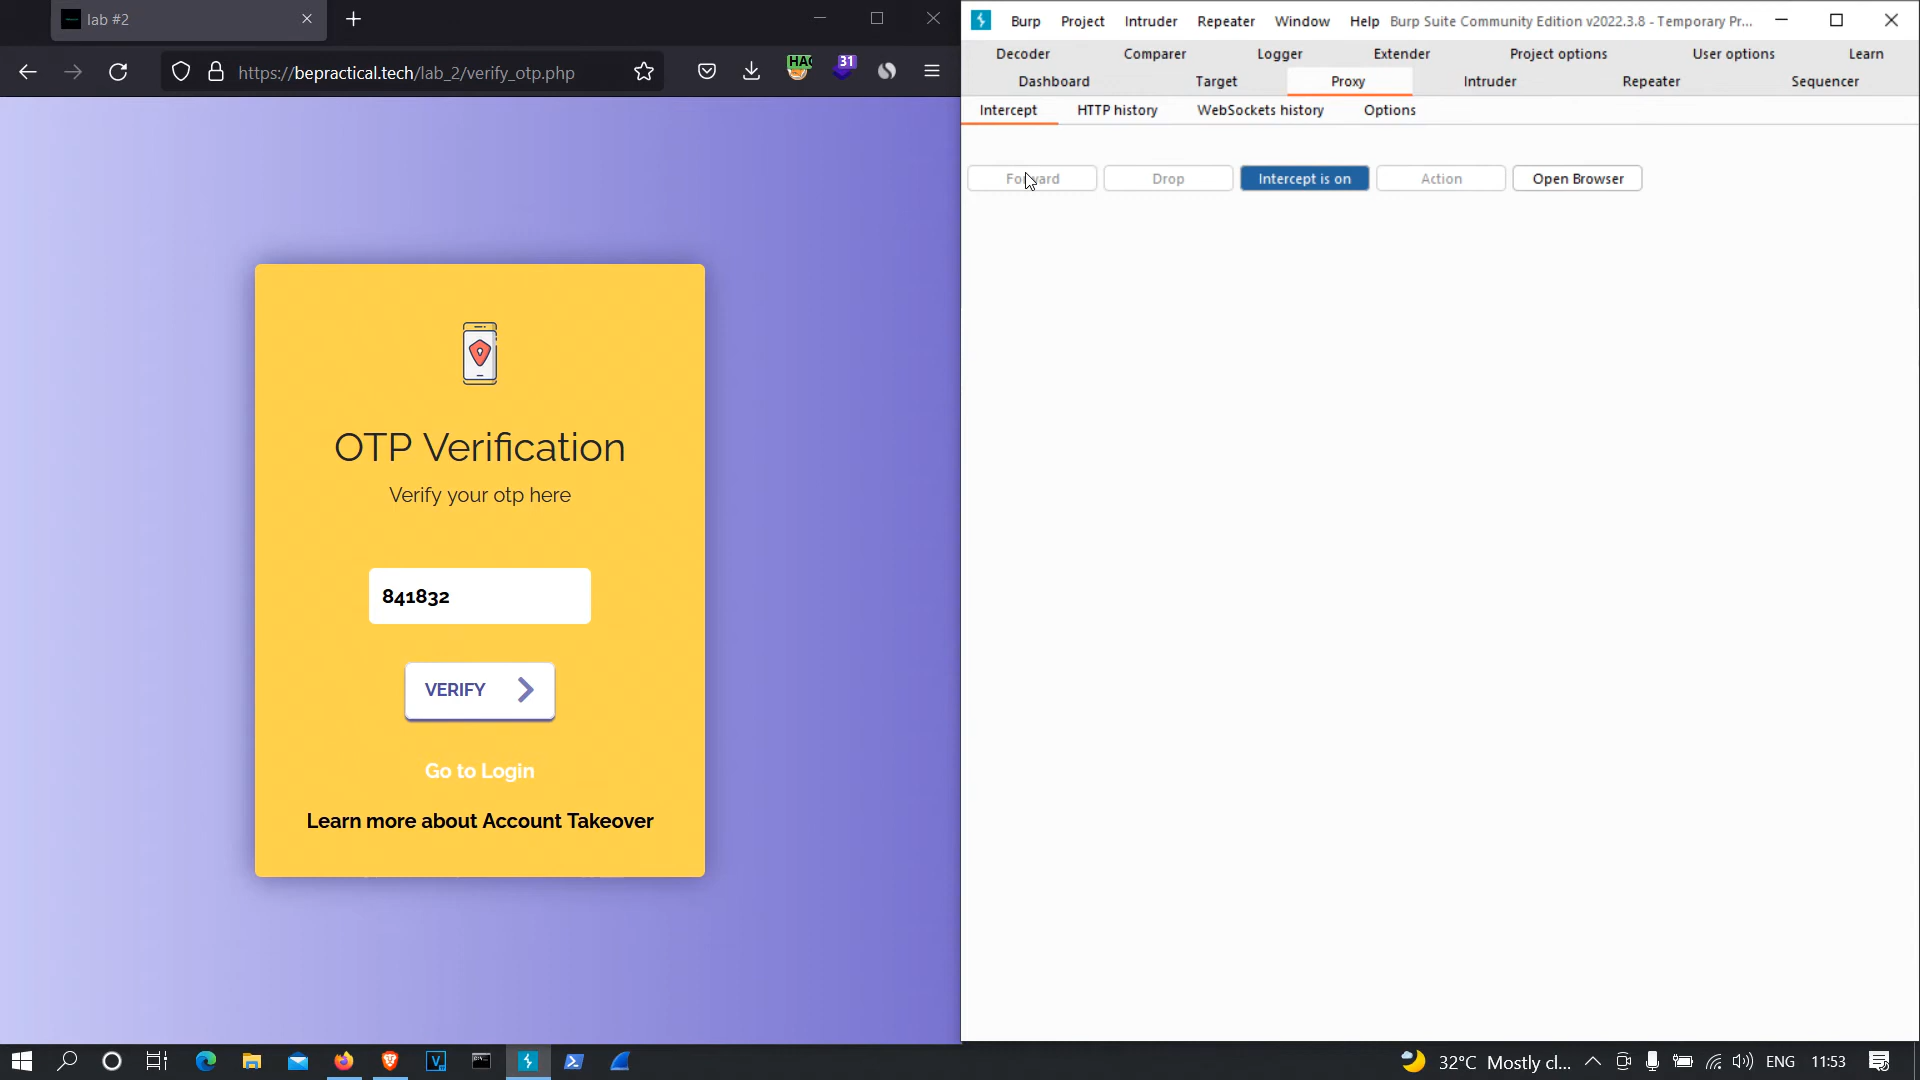 lab #2
https://bepractical.tech/lab_2/verify_otp.php
HAC
31
OTP Verification
Verify your otp here
841832
VERIFY
Go to Login
Learn more about Account Takeover
Burp Project Intruder Repeater Window Help Burp Suite Community Edition v2022.3.8 - Temporary Pr...
Decoder Comparer Logger Extender Project options User options Learn
Dashboard Target Proxy Intruder Repeater Sequencer
Intercept HTTP history WebSockets history Options
Forward Drop Intercept is on Action Open Browser
32°C Mostly cl... ENG 11:53